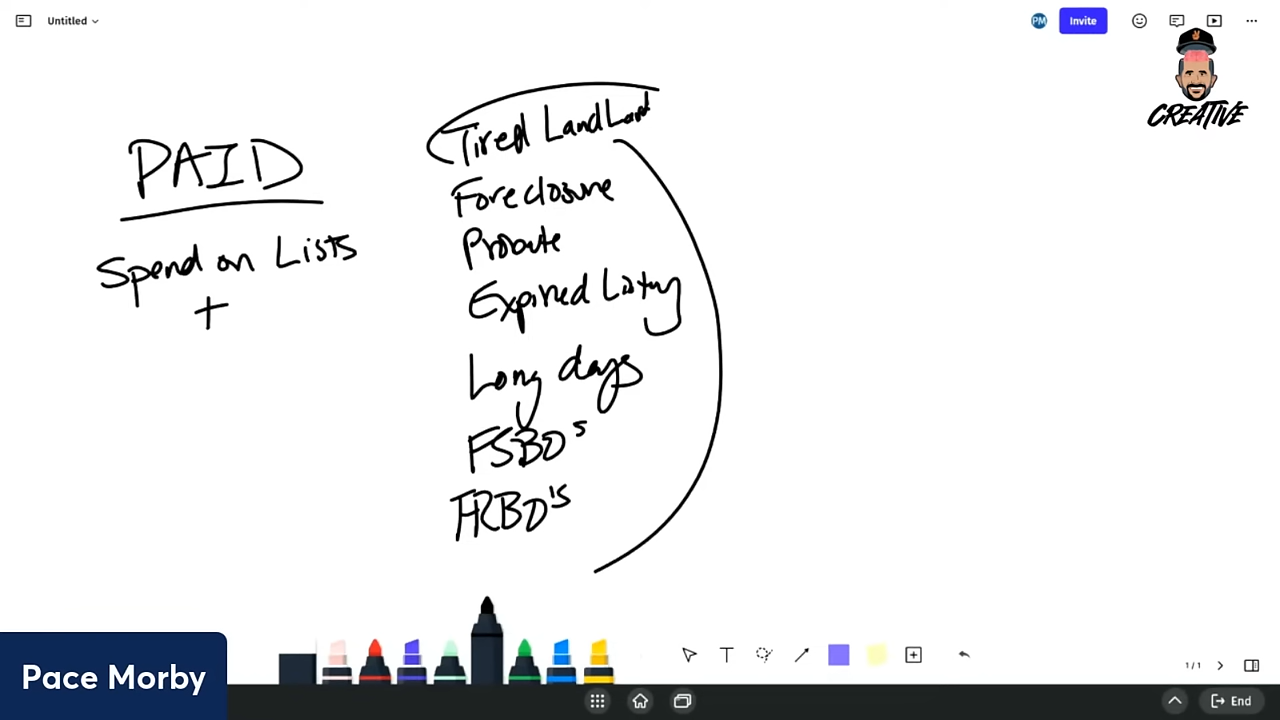 Untitled
PM
Invite
CREATIVE
PAID
Spend on Lists
+
Tired LandLord
Foreclosure
Probate
Expired Listing
Long days
FSBO's
FRBO's
T
1/1
Pace Morby
End